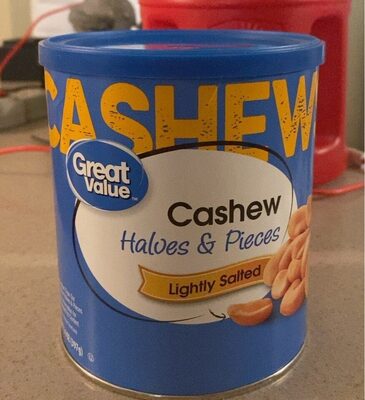 CASHEW
Great
Value
Cashew
Halves & Pieces
Lightly Salted